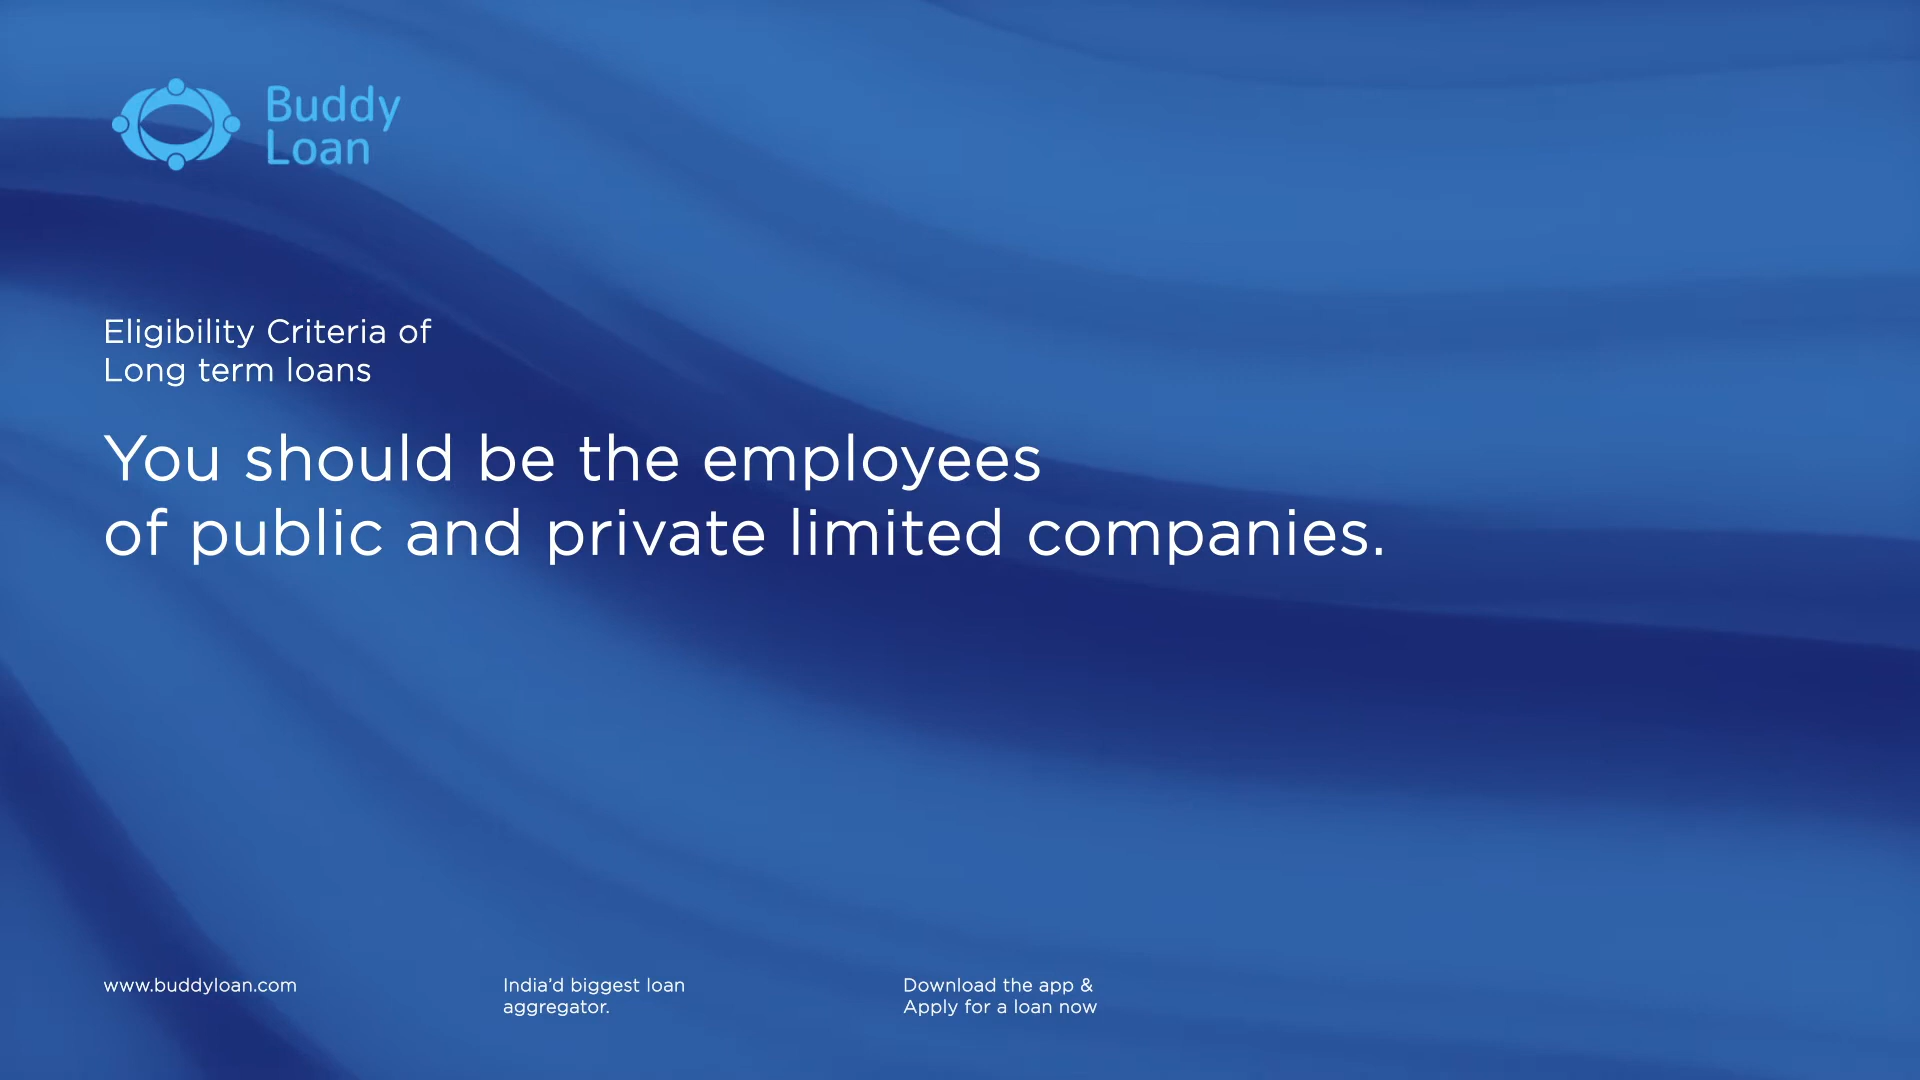 Buddy
Loan
Eligibility Criteria of
Long term loans
You should be the employees
of public and private limited companies.
www.buddyloan.com
India’d biggest loan
aggregator.
Download the app &
Apply for a loan now